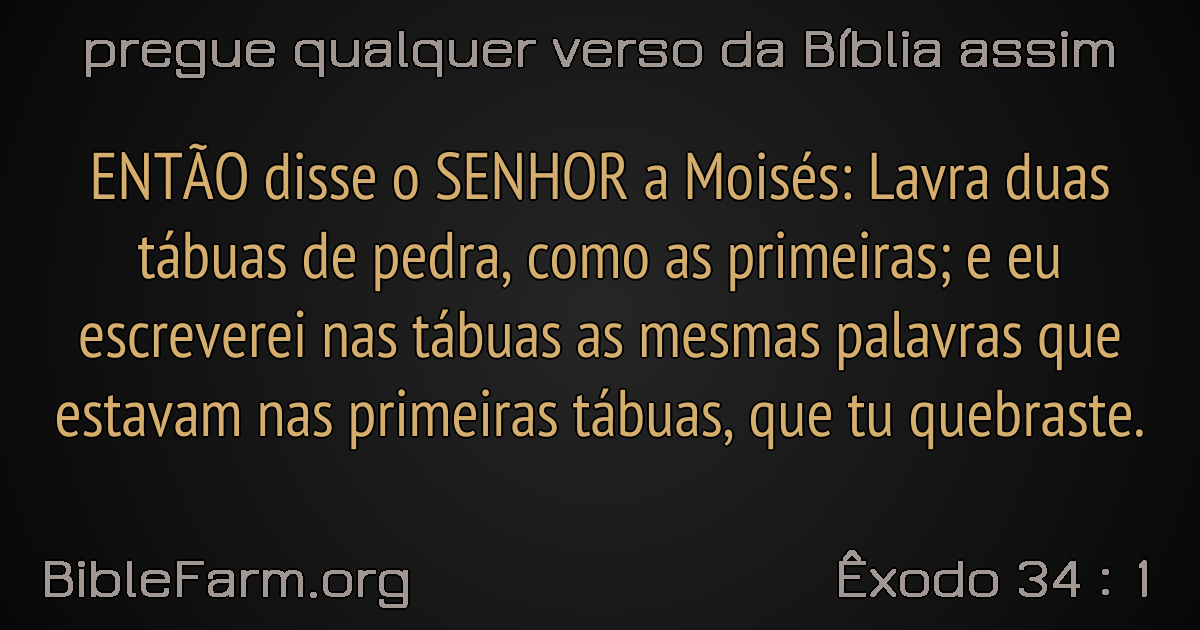 pregue qualquer verso da Bíblia assim
ENTÃO disse o SENHOR a Moisés: Lavra duas
tábuas de pedra, como as primeiras; e eu
escreverei nas tábuas as mesmas palavras que
estavam nas primeiras tábuas, que tu quebraste.
BibleFarm.org
Êxodo 34 : 1